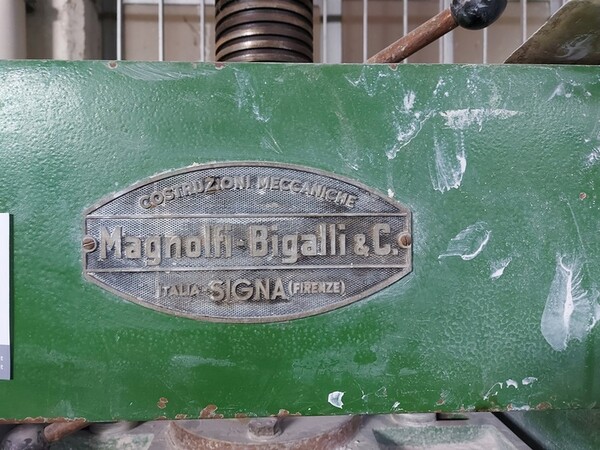 COSTRUZIONI MECCANICHE
Magnolfi-Bigalli & C.
ITALIA-SIGNA (FIRENZE)